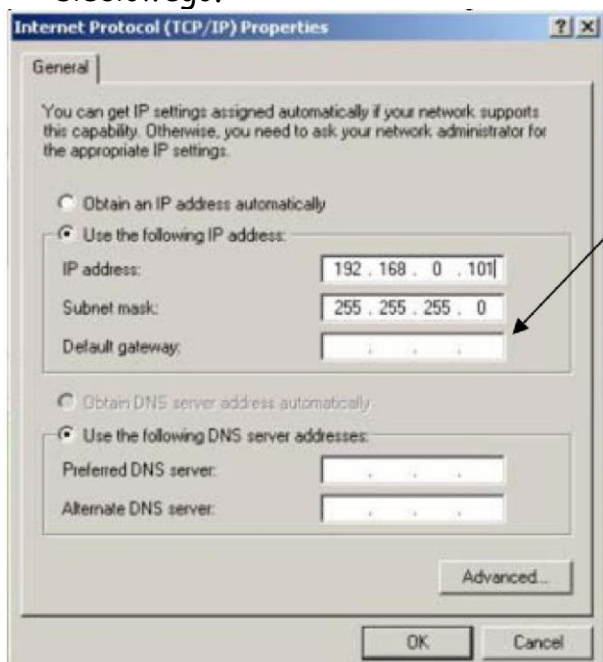 Internet Protocol (TCP/IP) Properties
General
You can get IP settings assigned automatically if your network supports
this capability. Otherwise, you need to ask your network administrator for
the appropriate IP settings.
Obtain an IP address automatically
Use the following IP address:
IP address: 192 . 168 . 0 . 101
Subnet mask: 255 . 255 . 255 . 0
Default gateway: . . .
Obtain DNS server address automatically
Use the following DNS server addresses:
Preferred DNS server: . . .
Alternate DNS server: . . .
Advanced...
OK Cancel